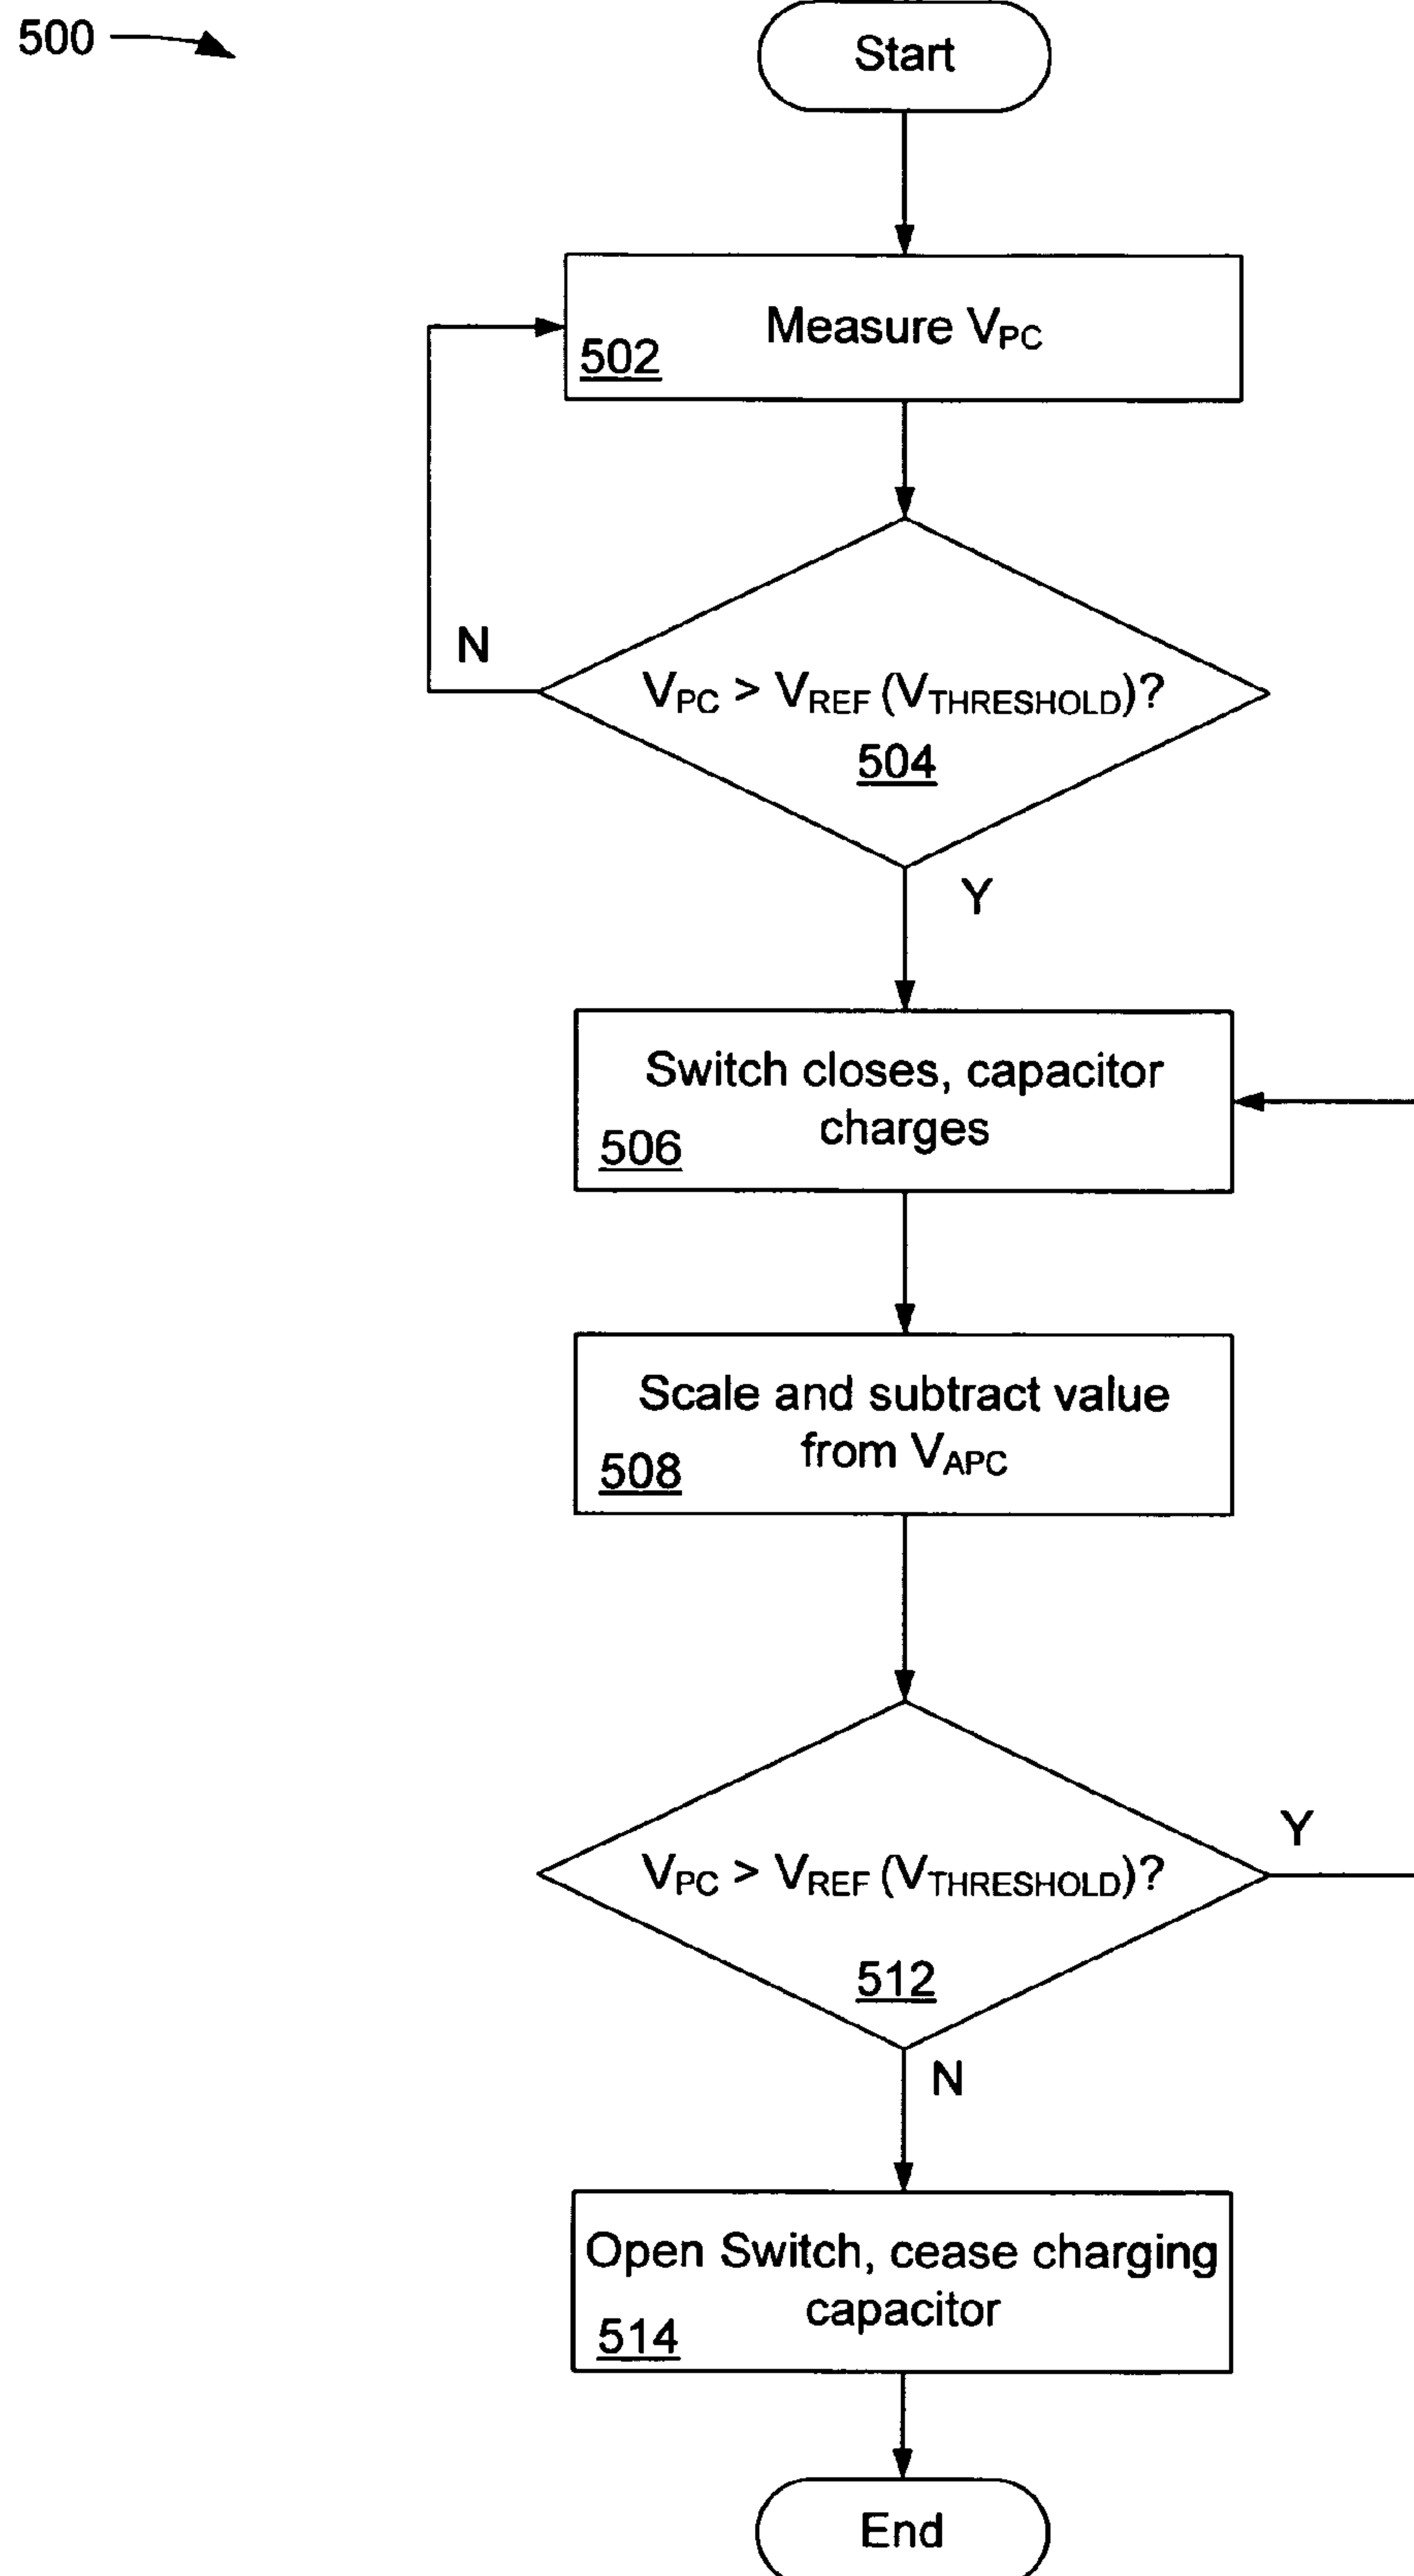 500
Start
Measure VPC
502
N
VPC > VREF (VTHRESHOLD)?
504
Y
Switch closes, capacitor
charges
506
Scale and subtract value
from VAPC
508
Y
VPC > VREF (VTHRESHOLD)?
512
N
Open Switch, cease charging
capacitor
514
End